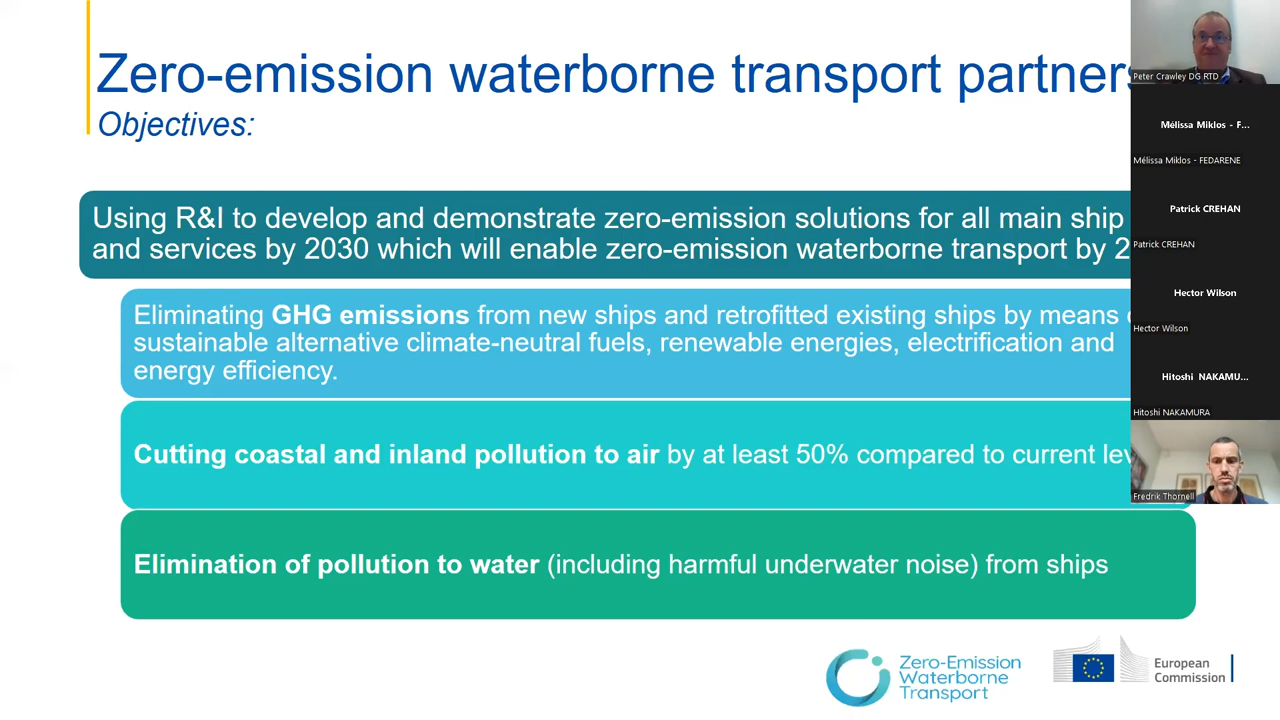 Zero-emission waterborne transport partners
Objectives:
Using R&I to develop and demonstrate zero-emission solutions for all main ship
and services by 2030 which will enable zero-emission waterborne transport by 2
Eliminating GHG emissions from new ships and retrofitted existing ships by means
sustainable alternative climate-neutral fuels, renewable energies, electrification and
energy efficiency.
Cutting coastal and inland pollution to air by at least 50% compared to current lev
Elimination of pollution to water (including harmful underwater noise) from ships
Zero-Emission
Waterborne
Transport
European
Commission
Peter Crawley DG RTD
Mélissa Miklos - F...
Mélissa Miklos - FEDARENE
Patrick CREHAN
Patrick CREHAN
Hector Wilson
Hector Wilson
Hitoshi NAKAMU...
Hitoshi NAKAMURA
Fredrik Thornell